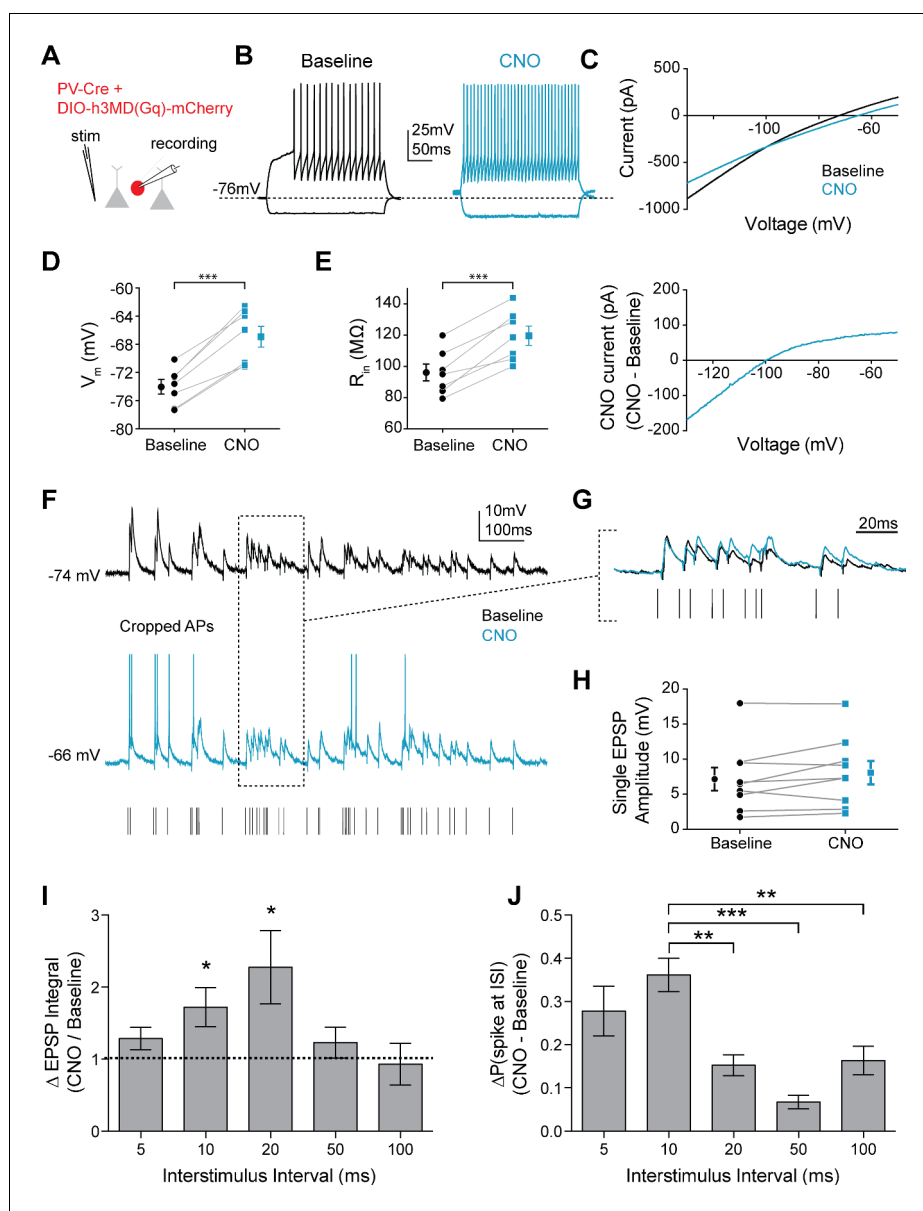 A
PV-Cre +
DIO-h3MD(Gq)-mCherry
stim
recording
B
Baseline
CNO
25mV
50ms
-76mV
C
500
0
-500
-1000
-100
-60
Current (pA)
Baseline
CNO
Voltage (mV)
D
***
-60
-64
-68
-72
-76
-80
Vm (mV)
Baseline
CNO
E
***
140
120
100
80
60
Rin (MΩ)
Baseline
CNO
200
100
0
-100
-200
-120
-100
-80
-60
CNO current (pA)
(CNO - Baseline)
Voltage (mV)
F
10mV
100ms
-74 mV
Cropped APs
Baseline
CNO
-66 mV
G
20ms
H
20
15
10
5
0
Single EPSP
Amplitude (mV)
Baseline
CNO
I
3
2
1
0
Δ EPSP Integral
(CNO / Baseline)
*
*
5
10
20
50
100
Interstimulus Interval (ms)
J
0.5
0.4
0.3
0.2
0.1
0.0
ΔP(spike at ISI)
(CNO - Baseline)
**
***
**
5
10
20
50
100
Interstimulus Interval (ms)